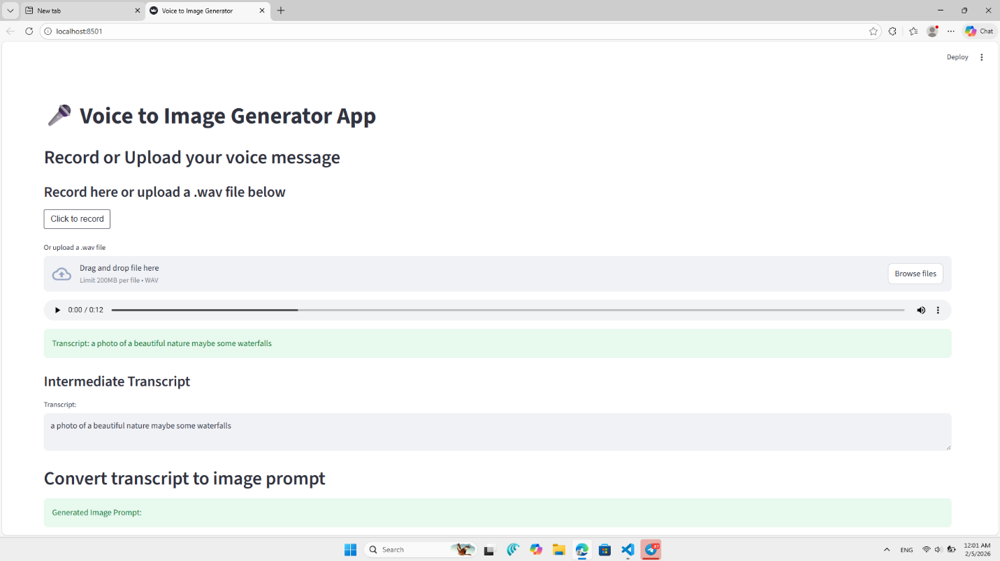 New tab
Voice to Image Generator
localhost:8501
Chat
Deploy
Voice to Image Generator App
Record or Upload your voice message
Record here or upload a .wav file below
Click to record
Or upload a .wav file
Drag and drop file here
Limit 200MB per file • WAV
Browse files
0:00 / 0:12
Transcript: a photo of a beautiful nature maybe some waterfalls
Intermediate Transcript
Transcript:
a photo of a beautiful nature maybe some waterfalls
Convert transcript to image prompt
Generated Image Prompt:
Search
ENG
12:01 AM
2/5/2026